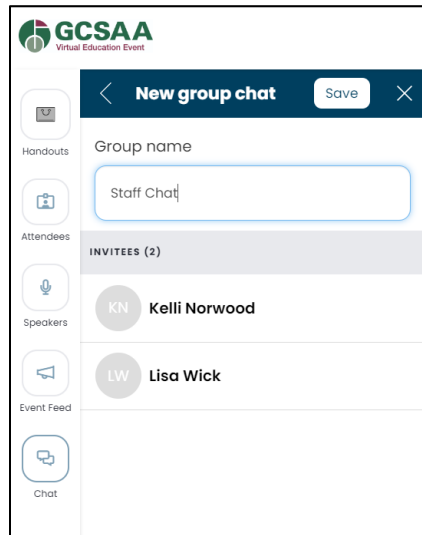 GCSAA
Virtual Education Event
New group chat
Save
Handouts
Group name
Staff Chat
Attendees
INVITEES (2)
KN
Kelli Norwood
Speakers
LW
Lisa Wick
Event Feed
Chat